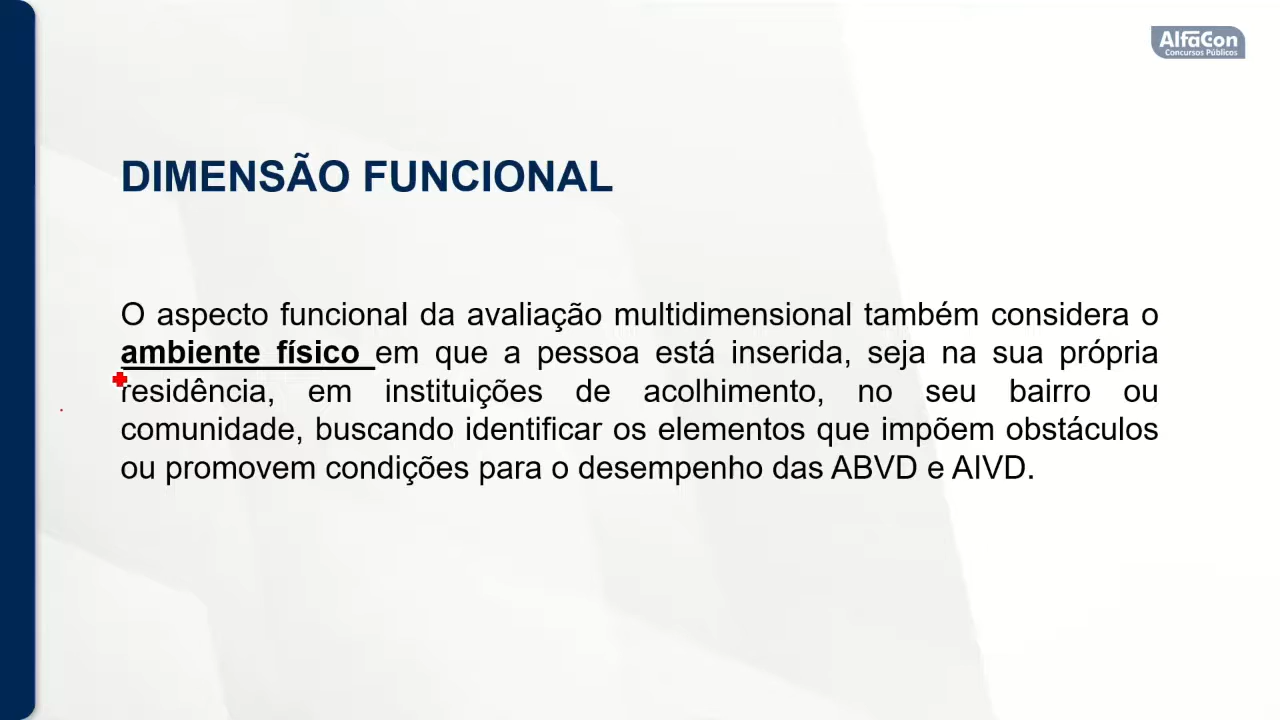 AlfaCon
Concursos Públicos
DIMENSÃO FUNCIONAL
O aspecto funcional da avaliação multidimensional também considera o
ambiente físico em que a pessoa está inserida, seja na sua própria
residência, em instituições de acolhimento, no seu bairro ou
comunidade, buscando identificar os elementos que impõem obstáculos
ou promovem condições para o desempenho das ABVD e AIVD.